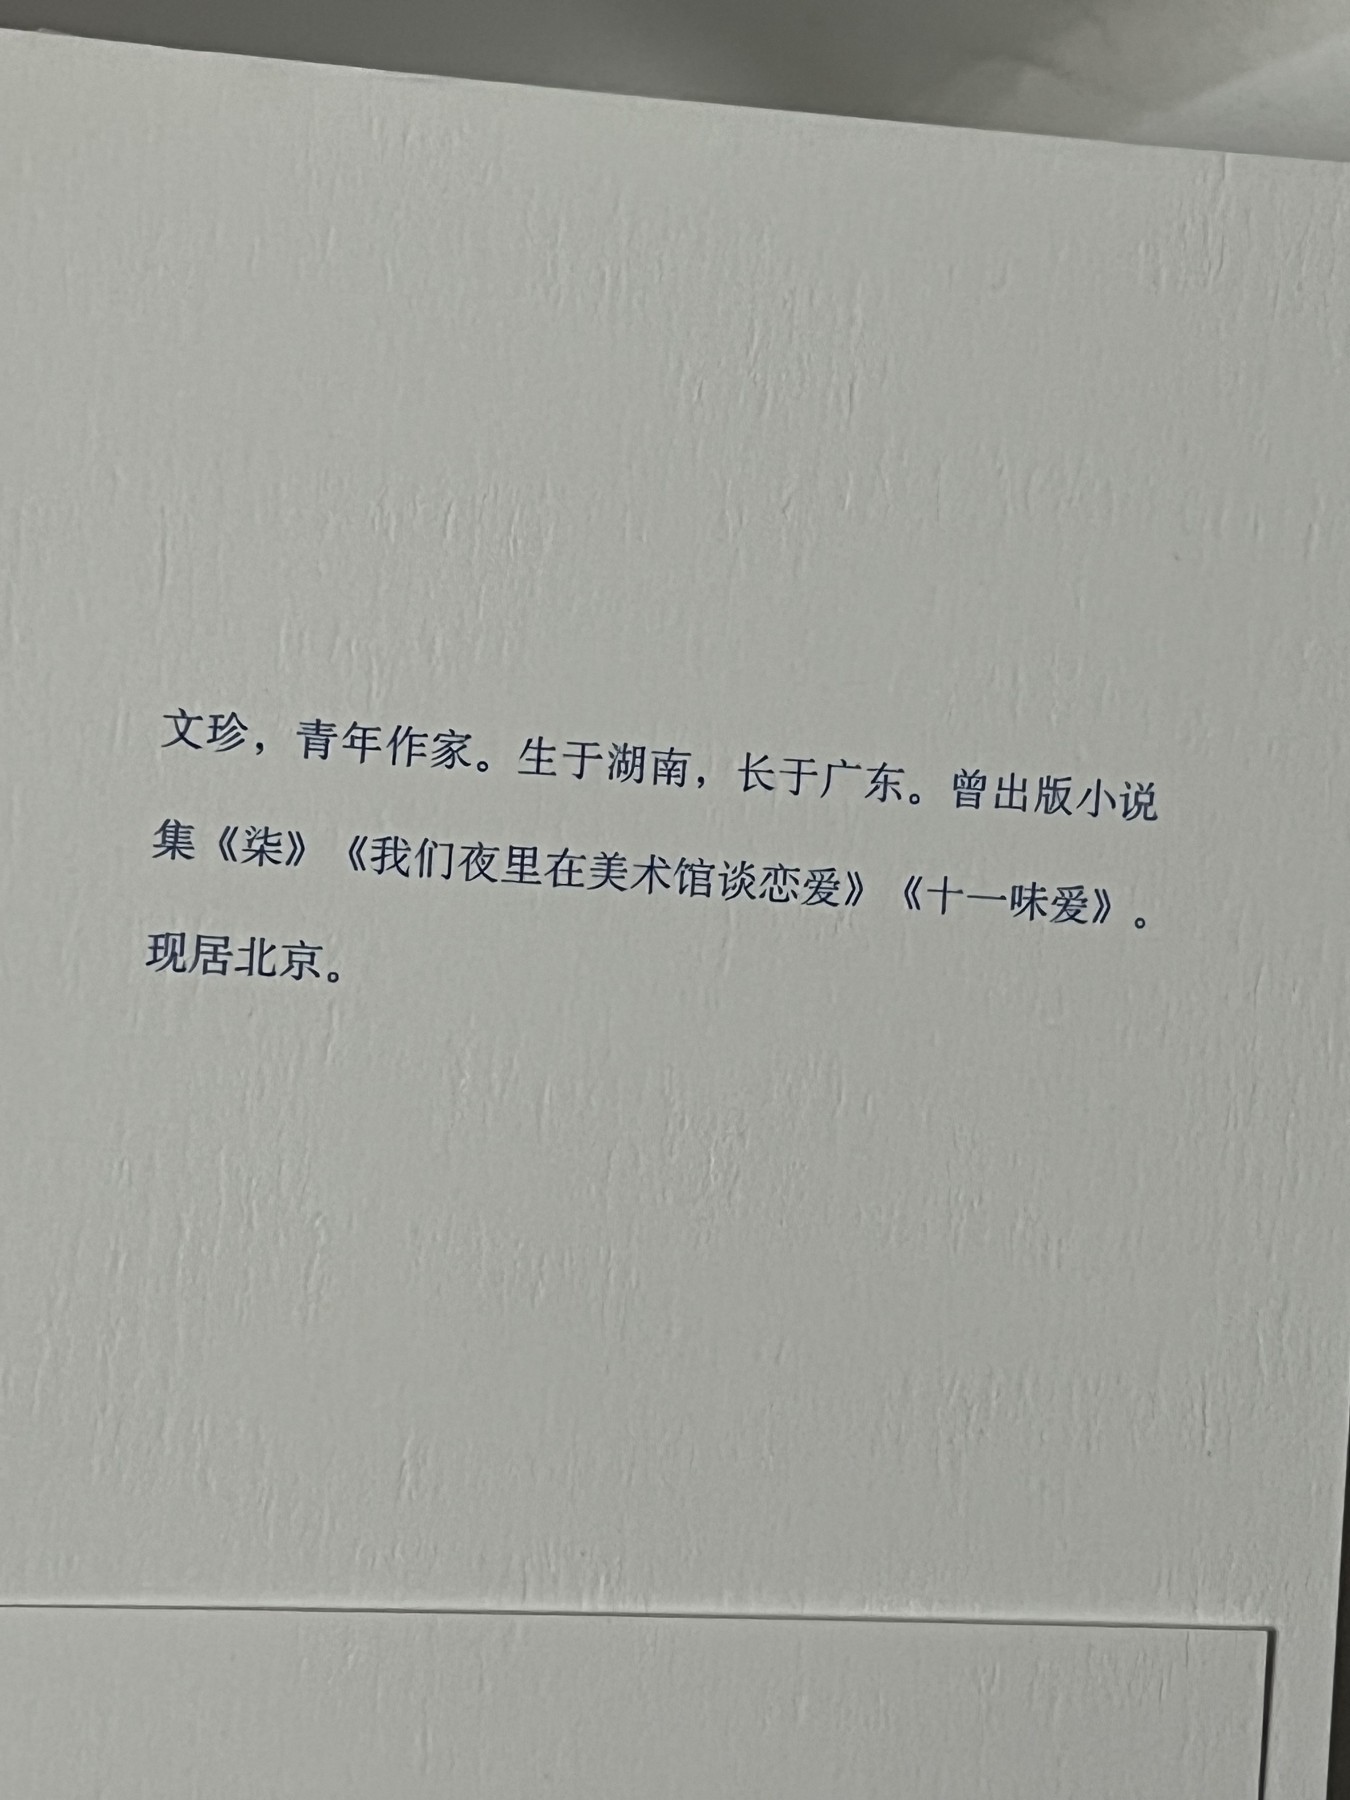 文珍，青年作家。生于湖南，长于广东。曾出版小说
集《柒》《我们夜里在美术馆谈恋爱》《十一味爱》。
现居北京。